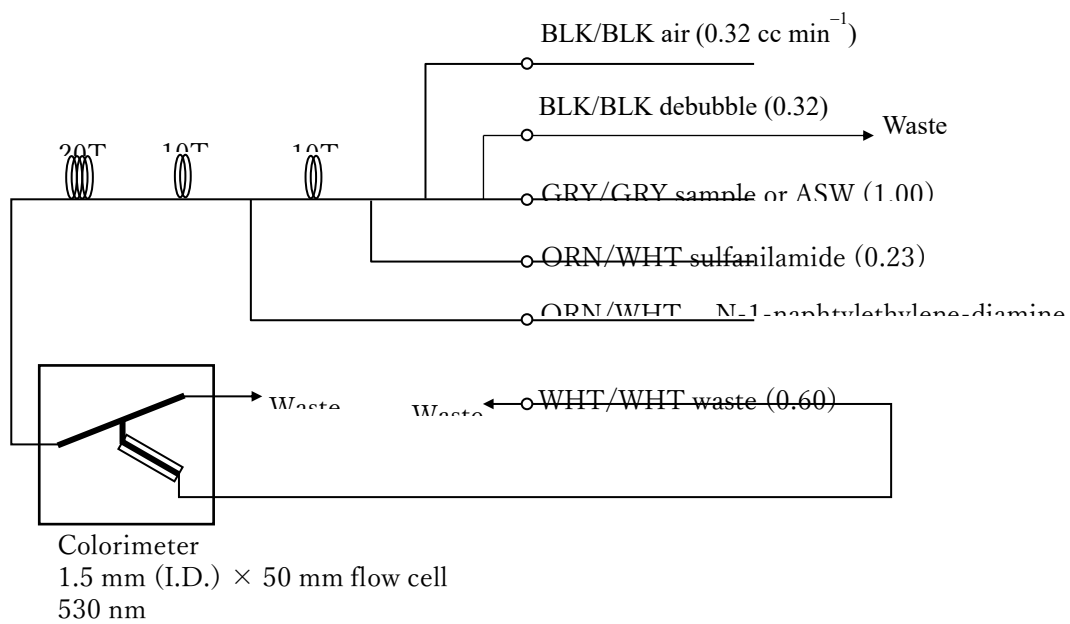 BLK/BLK air (0.32 cc min⁻¹)
BLK/BLK debubble (0.32)
Waste
20T 10T 10T
GRY/GRY sample or ASW (1.00)
ORN/WHT sulfanilamide (0.23)
ORN/WHT N-1-naphtylethylene-diamine
WHT/WHT waste (0.60)
Waste
Waste
Colorimeter
1.5 mm (I.D.) × 50 mm flow cell
530 nm